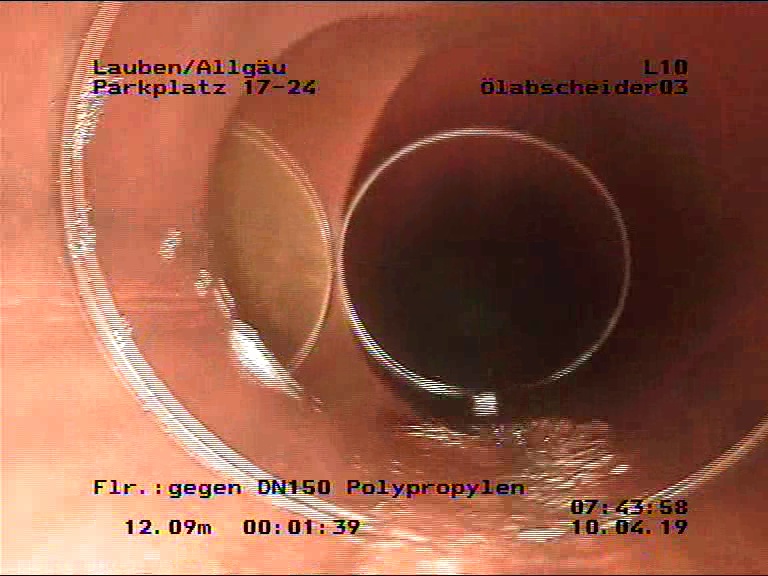 Lauben/Allgäu L10
Parkplatz 17-24 Ölabscheider03
Flr.:gegen DN150 Polypropylen
07:43:58
12.09m 00:01:39 10.04.19